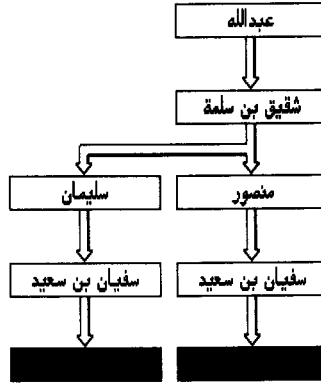 عبدالله
شقيق بن سلمة
منصور
سليمان
سفيان بن سعيد
سفيان بن سعيد